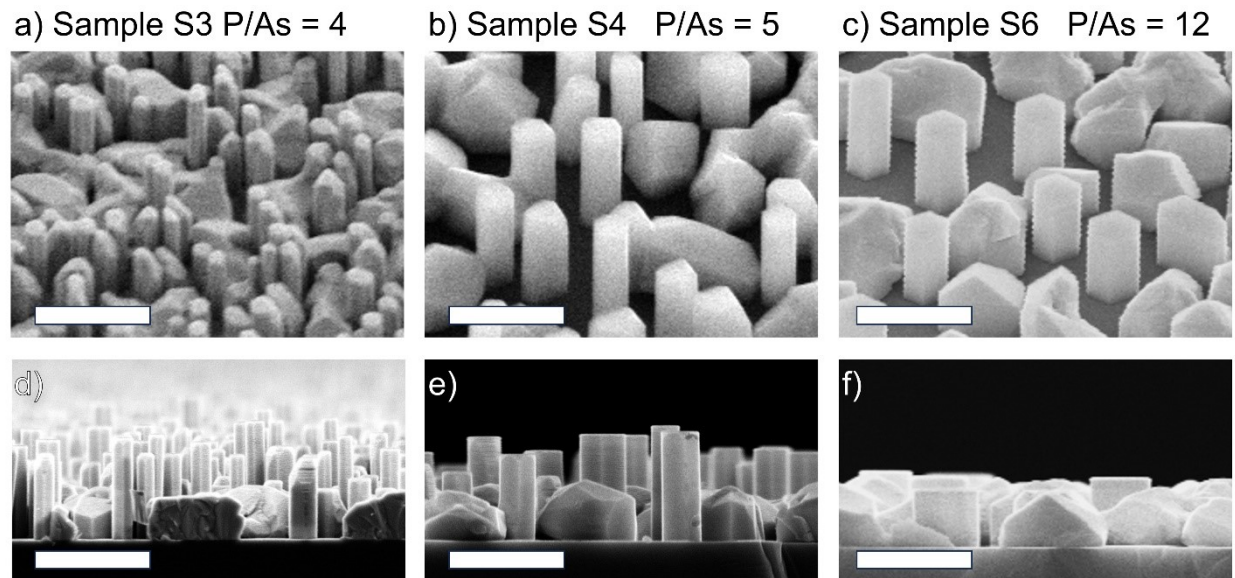 a) Sample S3 P/As = 4
b) Sample S4 P/As = 5
c) Sample S6 P/As = 12
d)
e)
f)